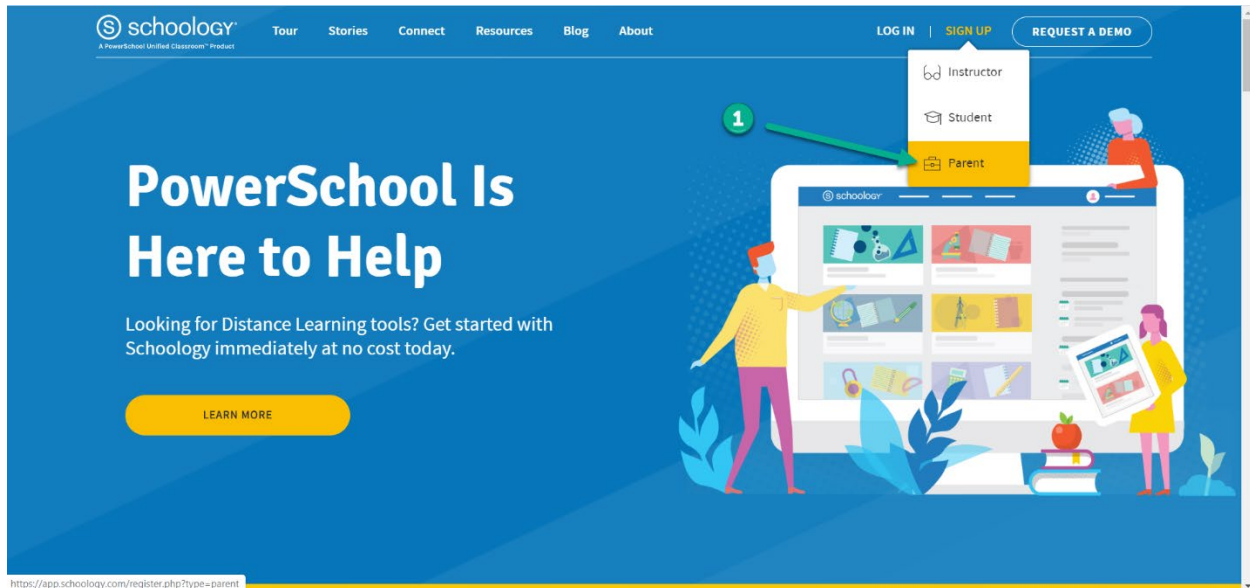 S schoology
A PowerSchool Unified Classroom™ Product
Tour Stories Connect Resources Blog About
LOG IN | SIGN UP REQUEST A DEMO
Instructor
Student
1
Parent
PowerSchool Is
Here to Help
S schoology
Looking for Distance Learning tools? Get started with
Schoology immediately at no cost today.
LEARN MORE
https://app.schoology.com/register.php?type=parent